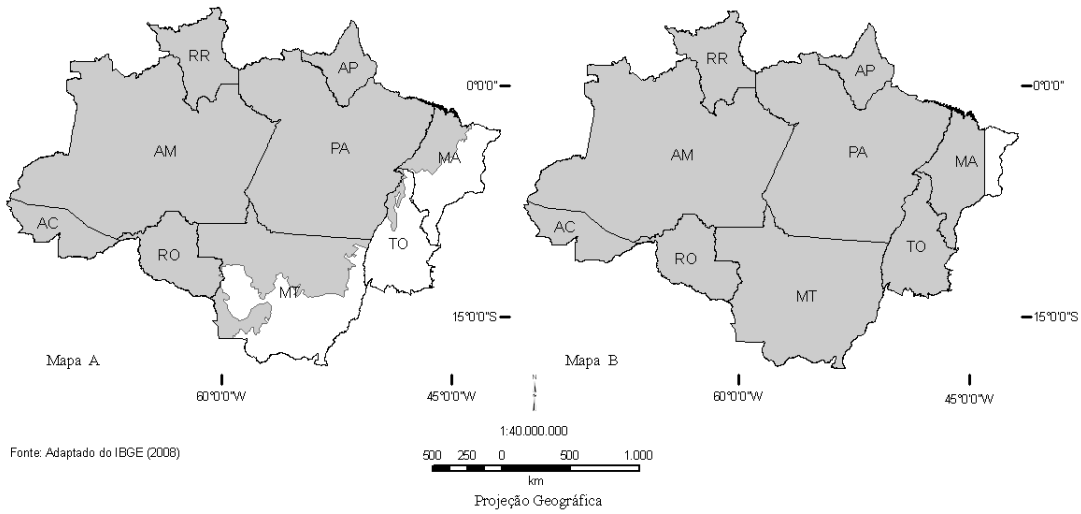 RR
AP
0°0'0"
AM
PA
MA
AC
RO
TO
MT
15°0'0"S
Mapa A
60°0'0"W
45°0'0"W
RR
AP
0°0'0"
AM
PA
MA
AC
RO
TO
MT
15°0'0"S
Mapa B
60°0'0"W
45°0'0"W
N
1:40.000.000
Fonte: Adaptado do IBGE (2008)
500 250 0 500 1.000
km
Projeção Geográfica